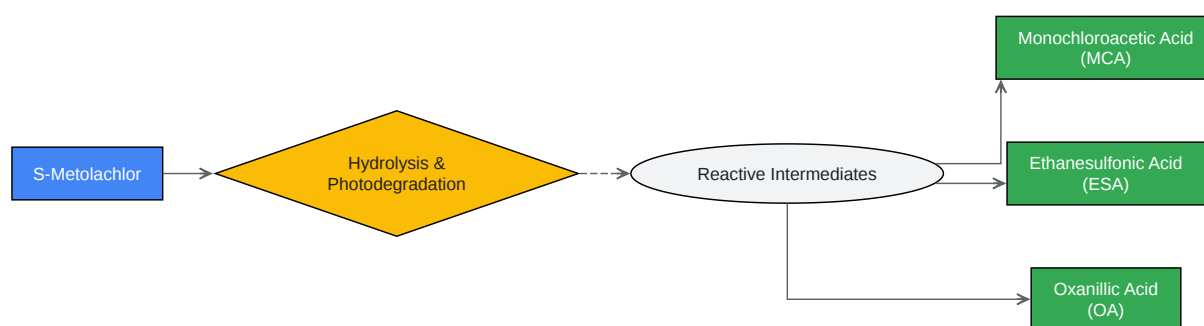 S-Metolachlor
Hydrolysis &
Photodegradation
Reactive Intermediates
Monochloroacetic Acid
(MCA)
Ethanesulfonic Acid
(ESA)
Oxanillic Acid
(OA)